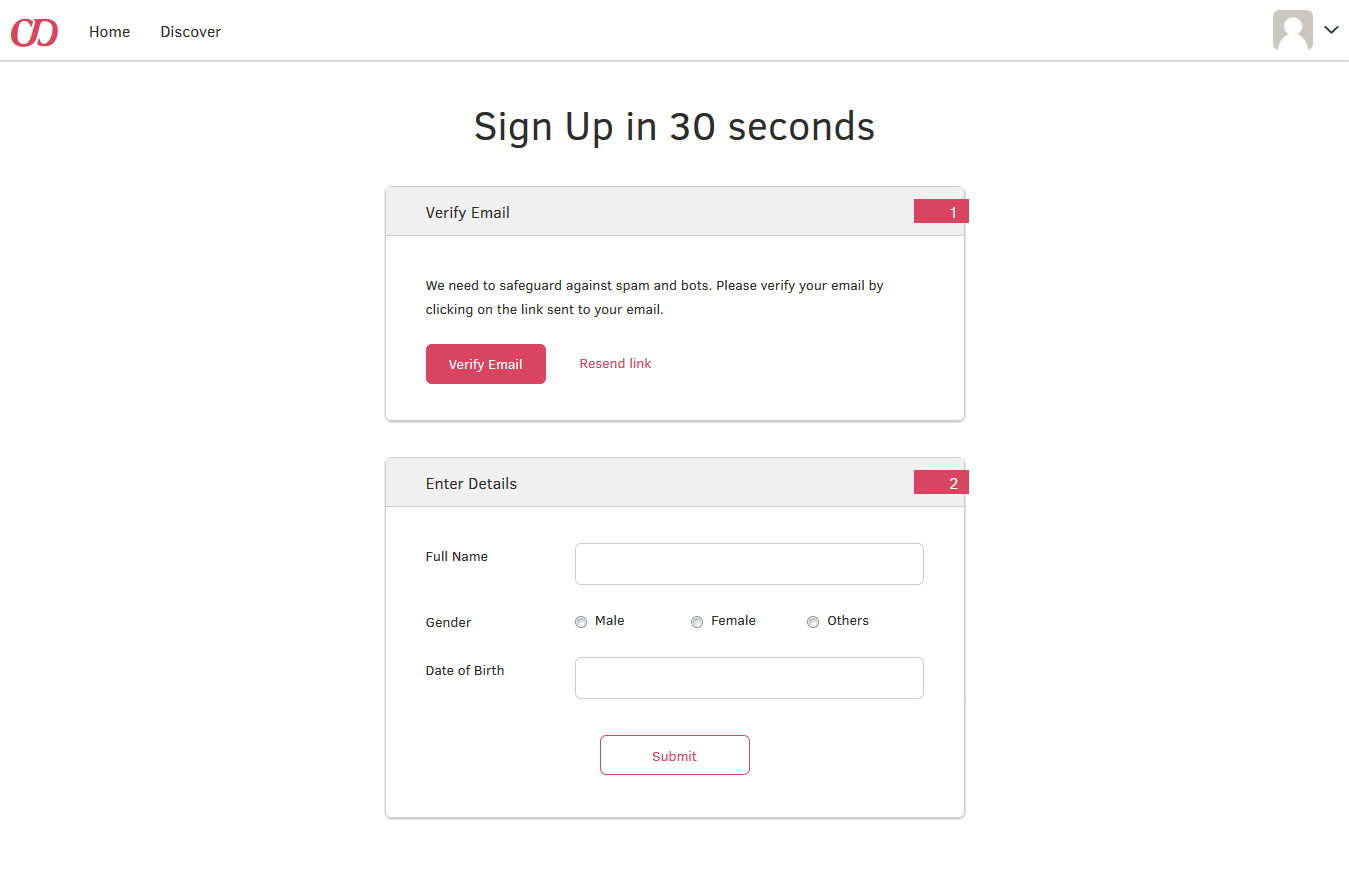 Home Discover
Sign Up in 30 seconds
Verify Email 1
We need to safeguard against spam and bots. Please verify your email by
clicking on the link sent to your email.
Verify Email Resend link
Enter Details 2
Full Name
Gender Male Female Others
Date of Birth
Submit